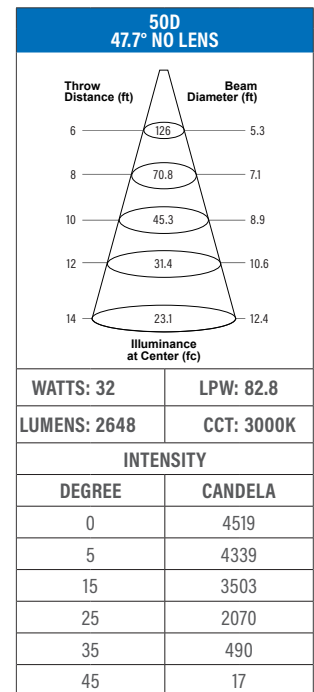 50D
47.7° NO LENS
Throw Distance (ft)
Beam Diameter (ft)
6 126 5.3
8 70.8 7.1
10 45.3 8.9
12 31.4 10.6
14 23.1 12.4
Illuminance
at Center (fc)
WATTS: 32 LPW: 82.8
LUMENS: 2648 CCT: 3000K
INTENSITY
DEGREE CANDELA
0 4519
5 4339
15 3503
25 2070
35 490
45 17